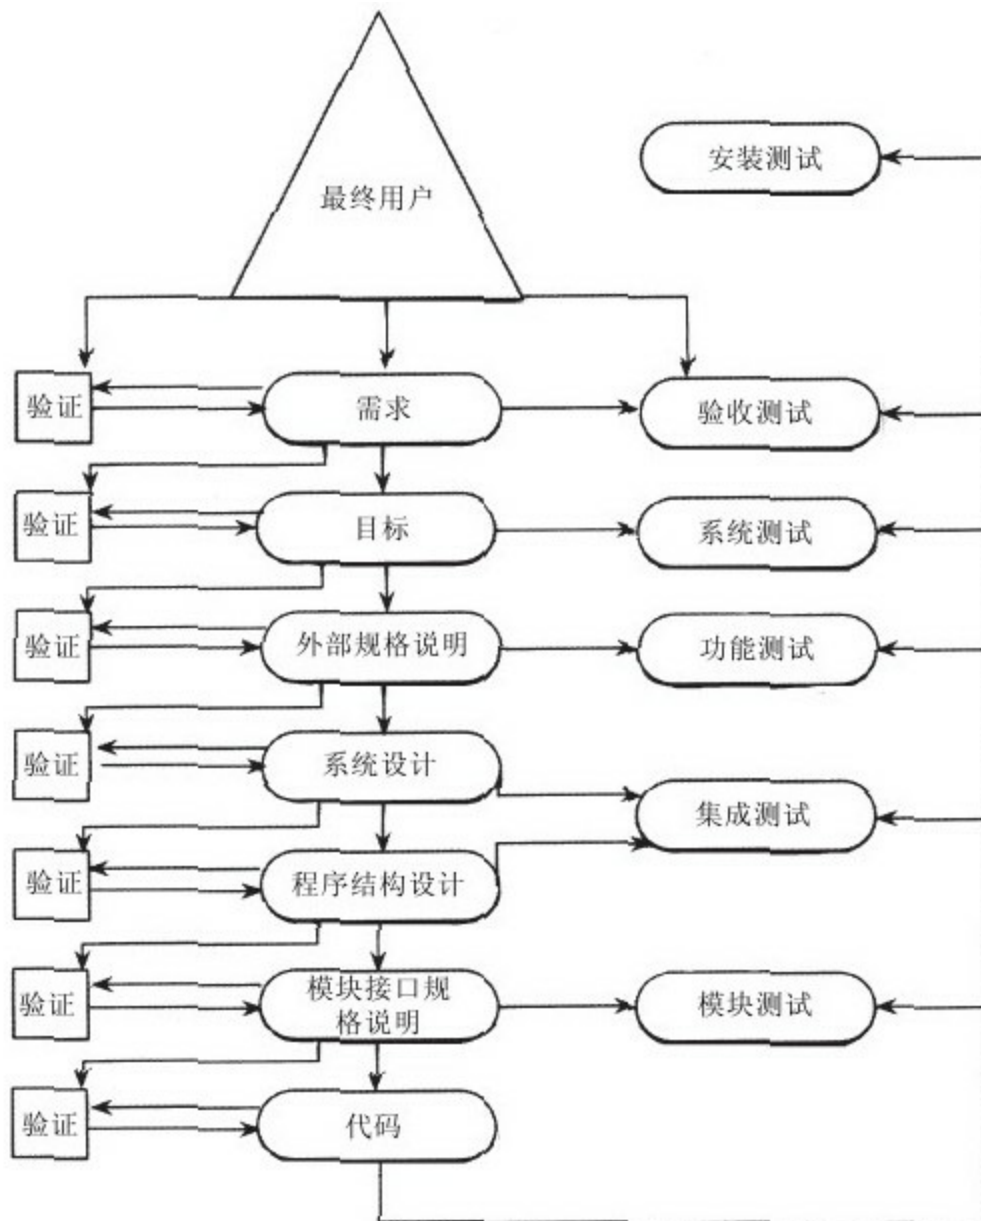 安装测试
最终用户
验证
需求
验收测试
验证
目标
系统测试
验证
外部规格说明
功能测试
验证
系统设计
集成测试
验证
程序结构设计
验证
模块接口规
格说明
模块测试
验证
代码